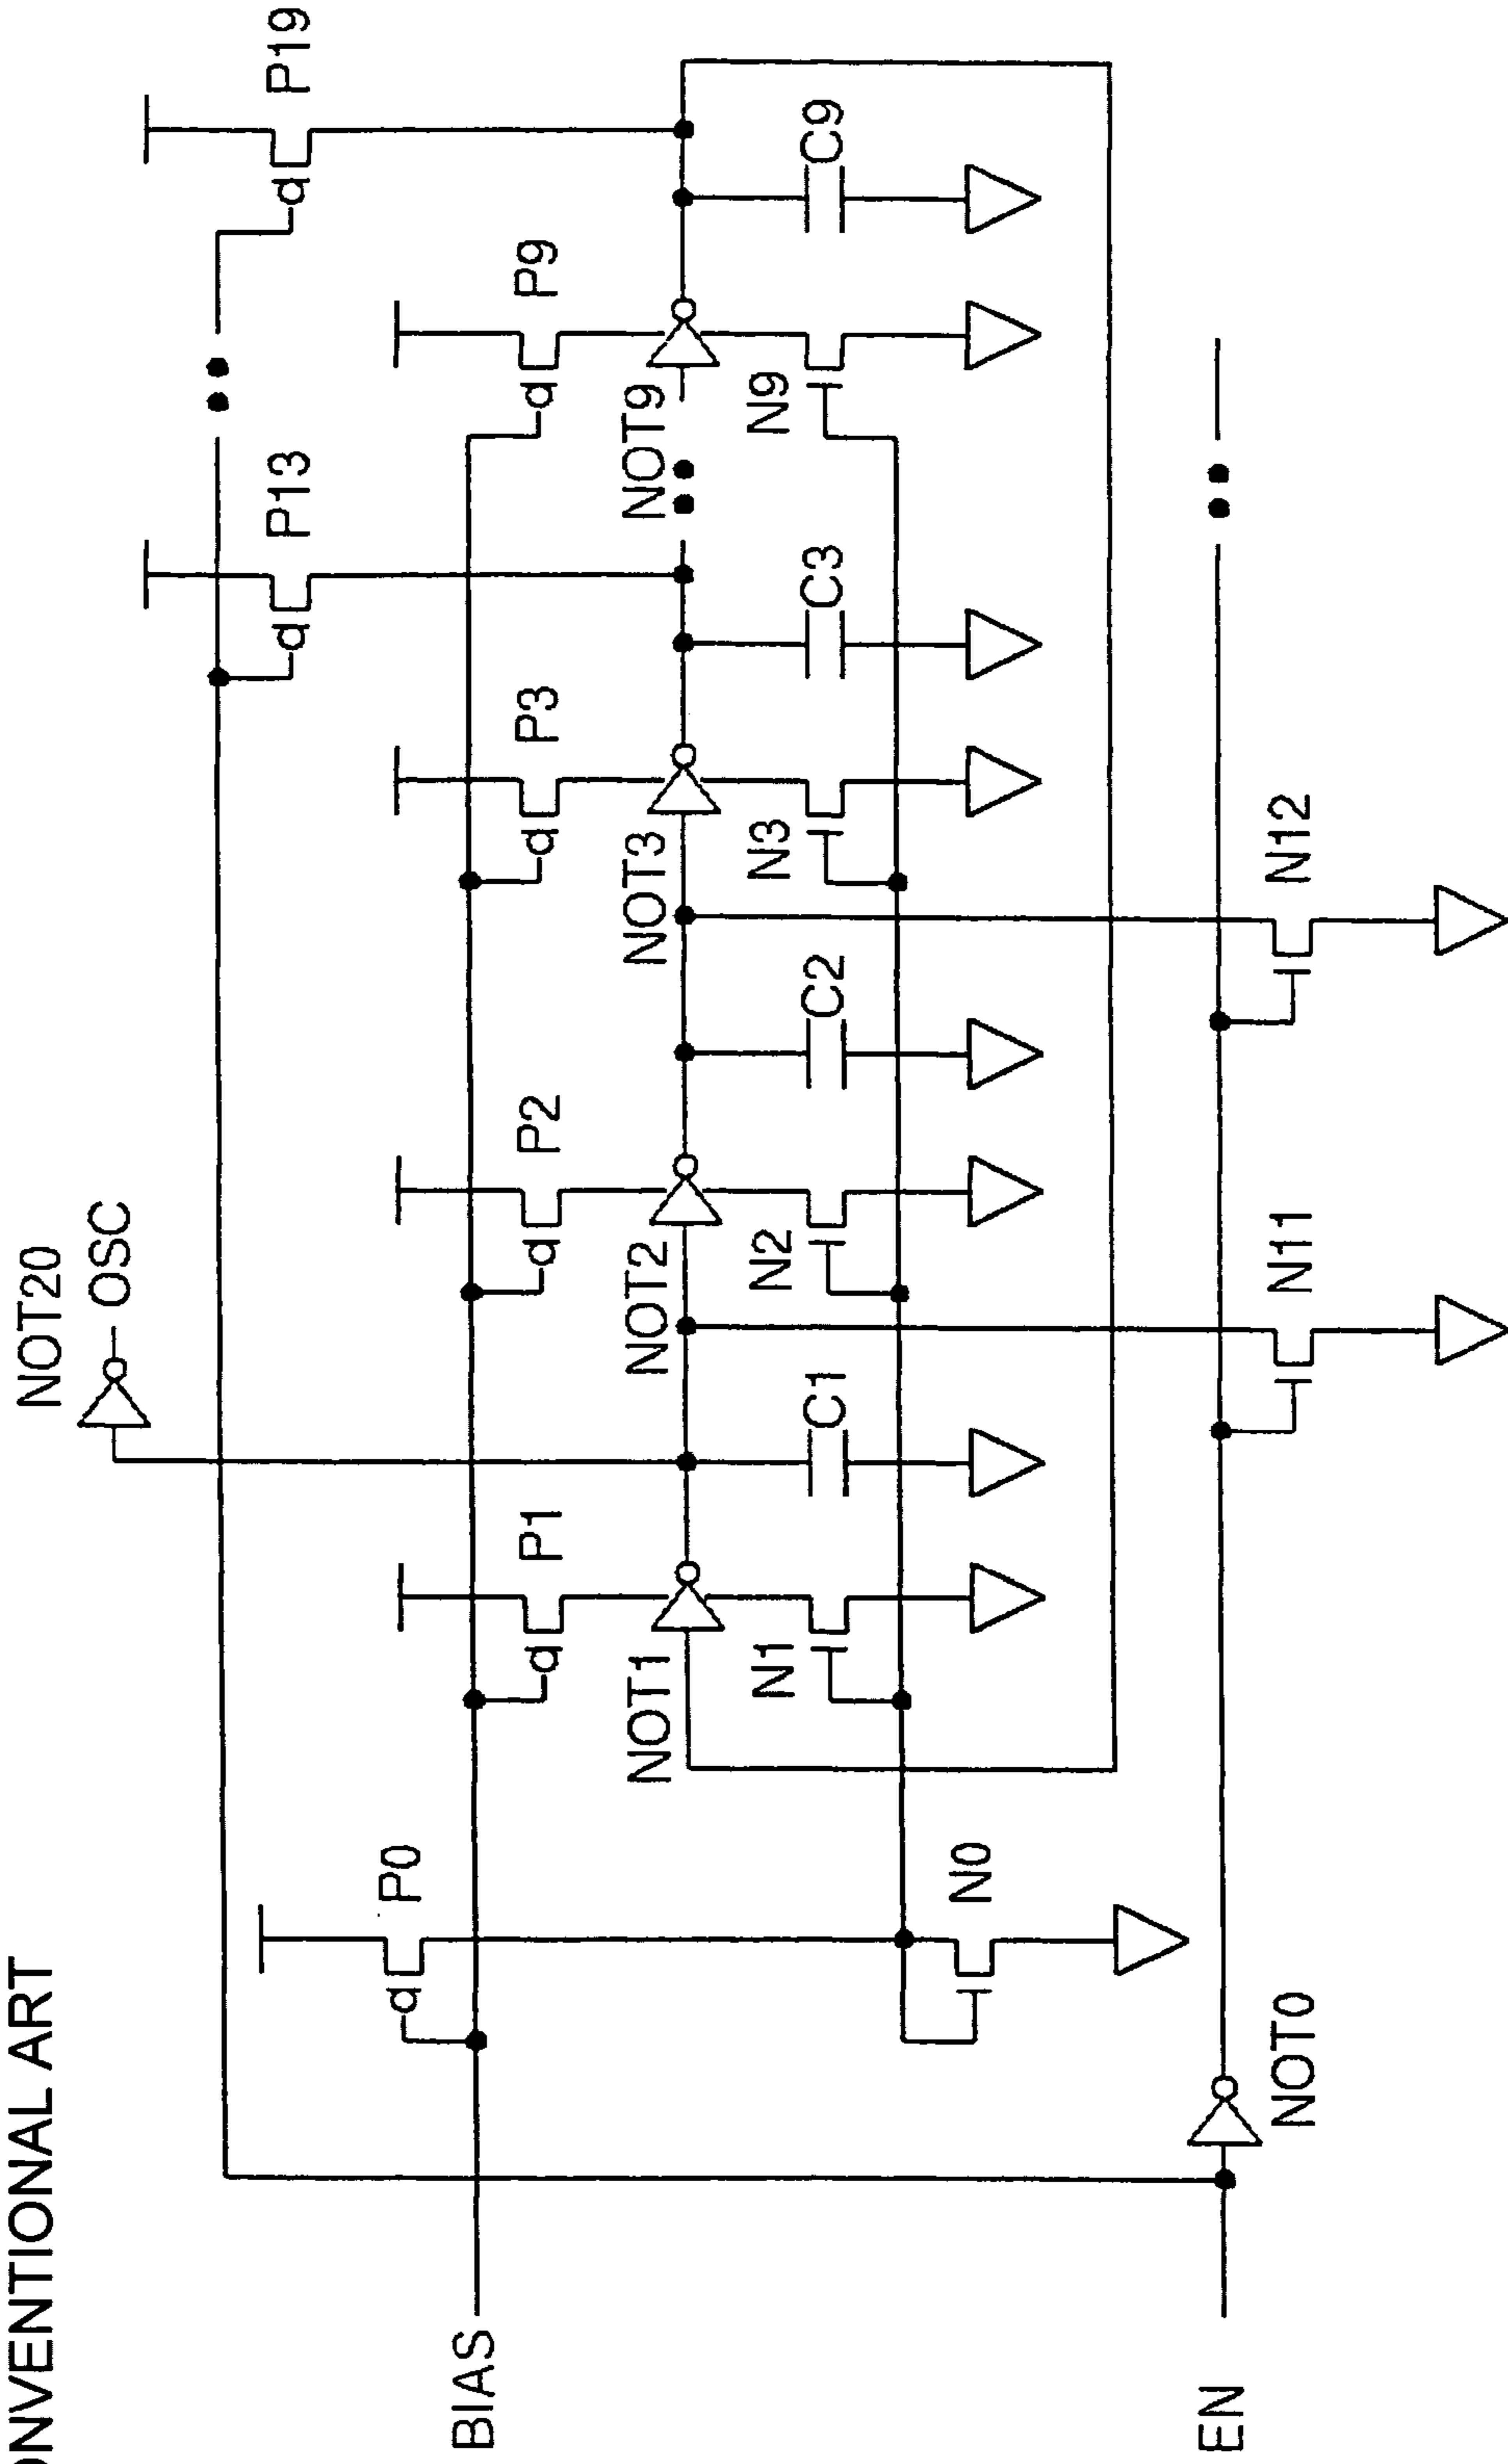 CONVENTIONAL ART
NOT20
OSC
P13
P19
P0
P1
P2
P3
P9
BIAS
NOT1
NOT2
NOT3
NOT9
N1
C1
N2
C2
N3
C3
N9
C9
N0
EN
NOT0
N11
N12